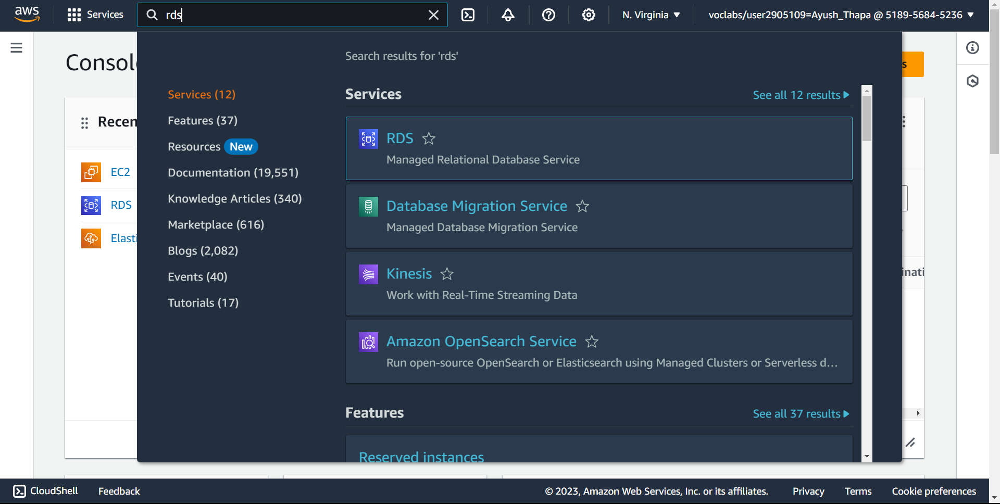 aws
Services
rds
N. Virginia
voclabs/user2905109=Ayush_Thapa @ 5189-5684-5236
Consol
s
Recen
EC2
RDS
Elasti
inati
Search results for 'rds'
Services (12)
Features (37)
Resources New
Documentation (19,551)
Knowledge Articles (340)
Marketplace (616)
Blogs (2,082)
Events (40)
Tutorials (17)
Services
See all 12 results
RDS
Managed Relational Database Service
Database Migration Service
Managed Database Migration Service
Kinesis
Work with Real-Time Streaming Data
Amazon OpenSearch Service
Run open-source OpenSearch or Elasticsearch using Managed Clusters or Serverless d...
Features
See all 37 results
Reserved instances
CloudShell
Feedback
© 2023, Amazon Web Services, Inc. or its affiliates.
Privacy
Terms
Cookie preferences